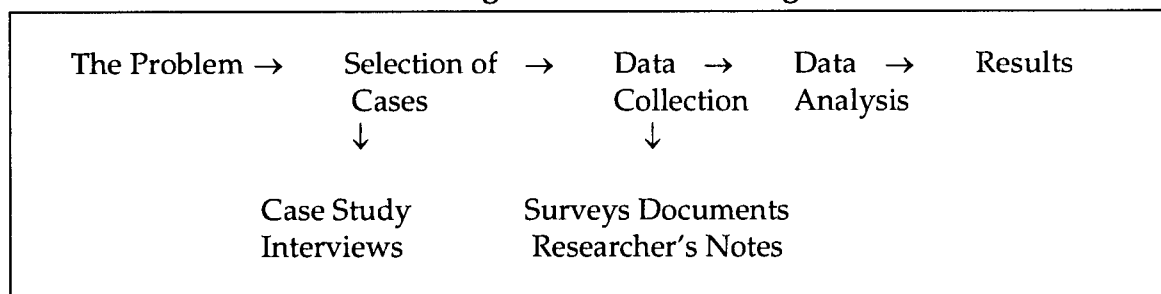 The Problem → Selection of → Data → Data → Results
Cases Collection Analysis
↓ ↓
Case Study Surveys Documents
Interviews Researcher's Notes